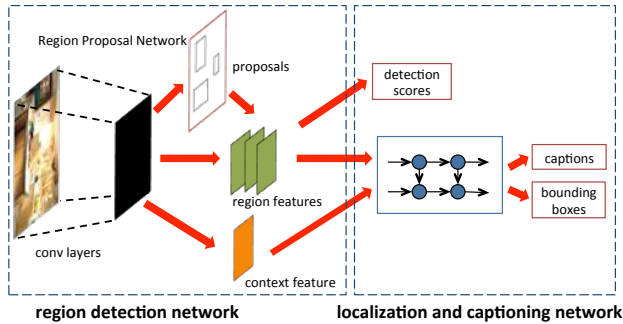 Region Proposal Network
proposals
detection
scores
captions
bounding
boxes
region features
conv layers
context feature
region detection network
localization and captioning network